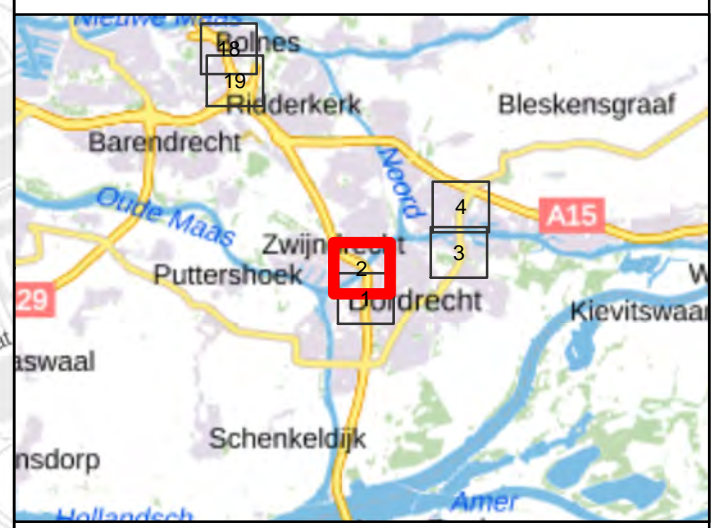 Nieuwe Maas
Bolnes
18
19
Ridderkerk
Bleskensgraaf
Barendrecht
Noord
Oude Maas
4
A15
Zwijndrecht
3
2
Puttershoek
W
29
1
Dordrecht
Kievitswaar
at
aswaal
Schenkeldijk
nsdorp
Amer
Hollandsch